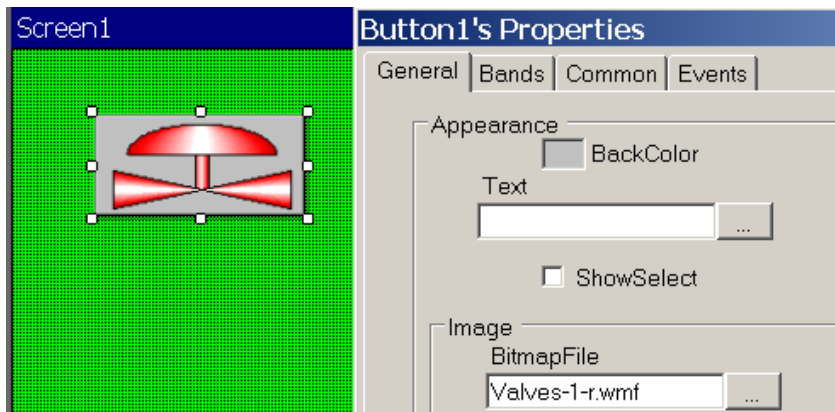 Screen1
Button1's Properties
General Bands Common Events
Appearance
BackColor
Text
...
ShowSelect
Image
BitmapFile
Valves-1-r.wmf ...